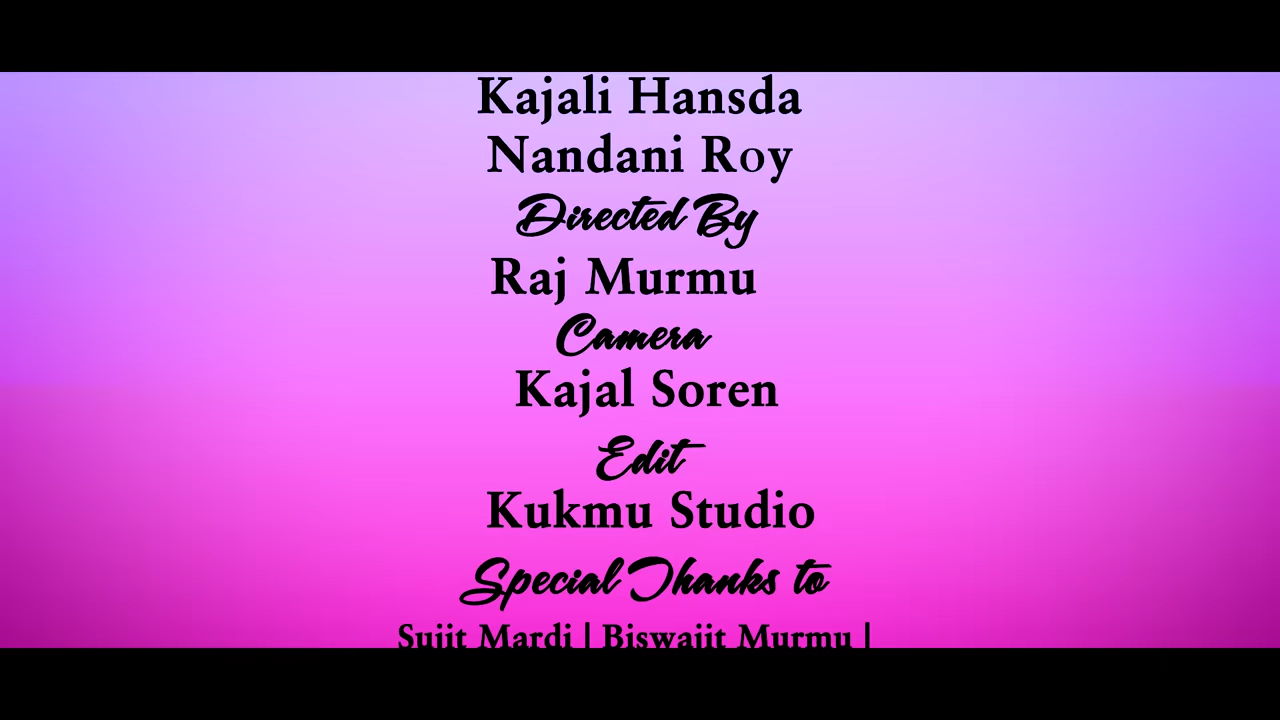 Kajali Hansda
Nandani Roy
Directed By
Raj Murmu
Camera
Kajal Soren
Edit
Kukmu Studio
Special Thanks to
Sujit Mardi | Biswajit Murmu |